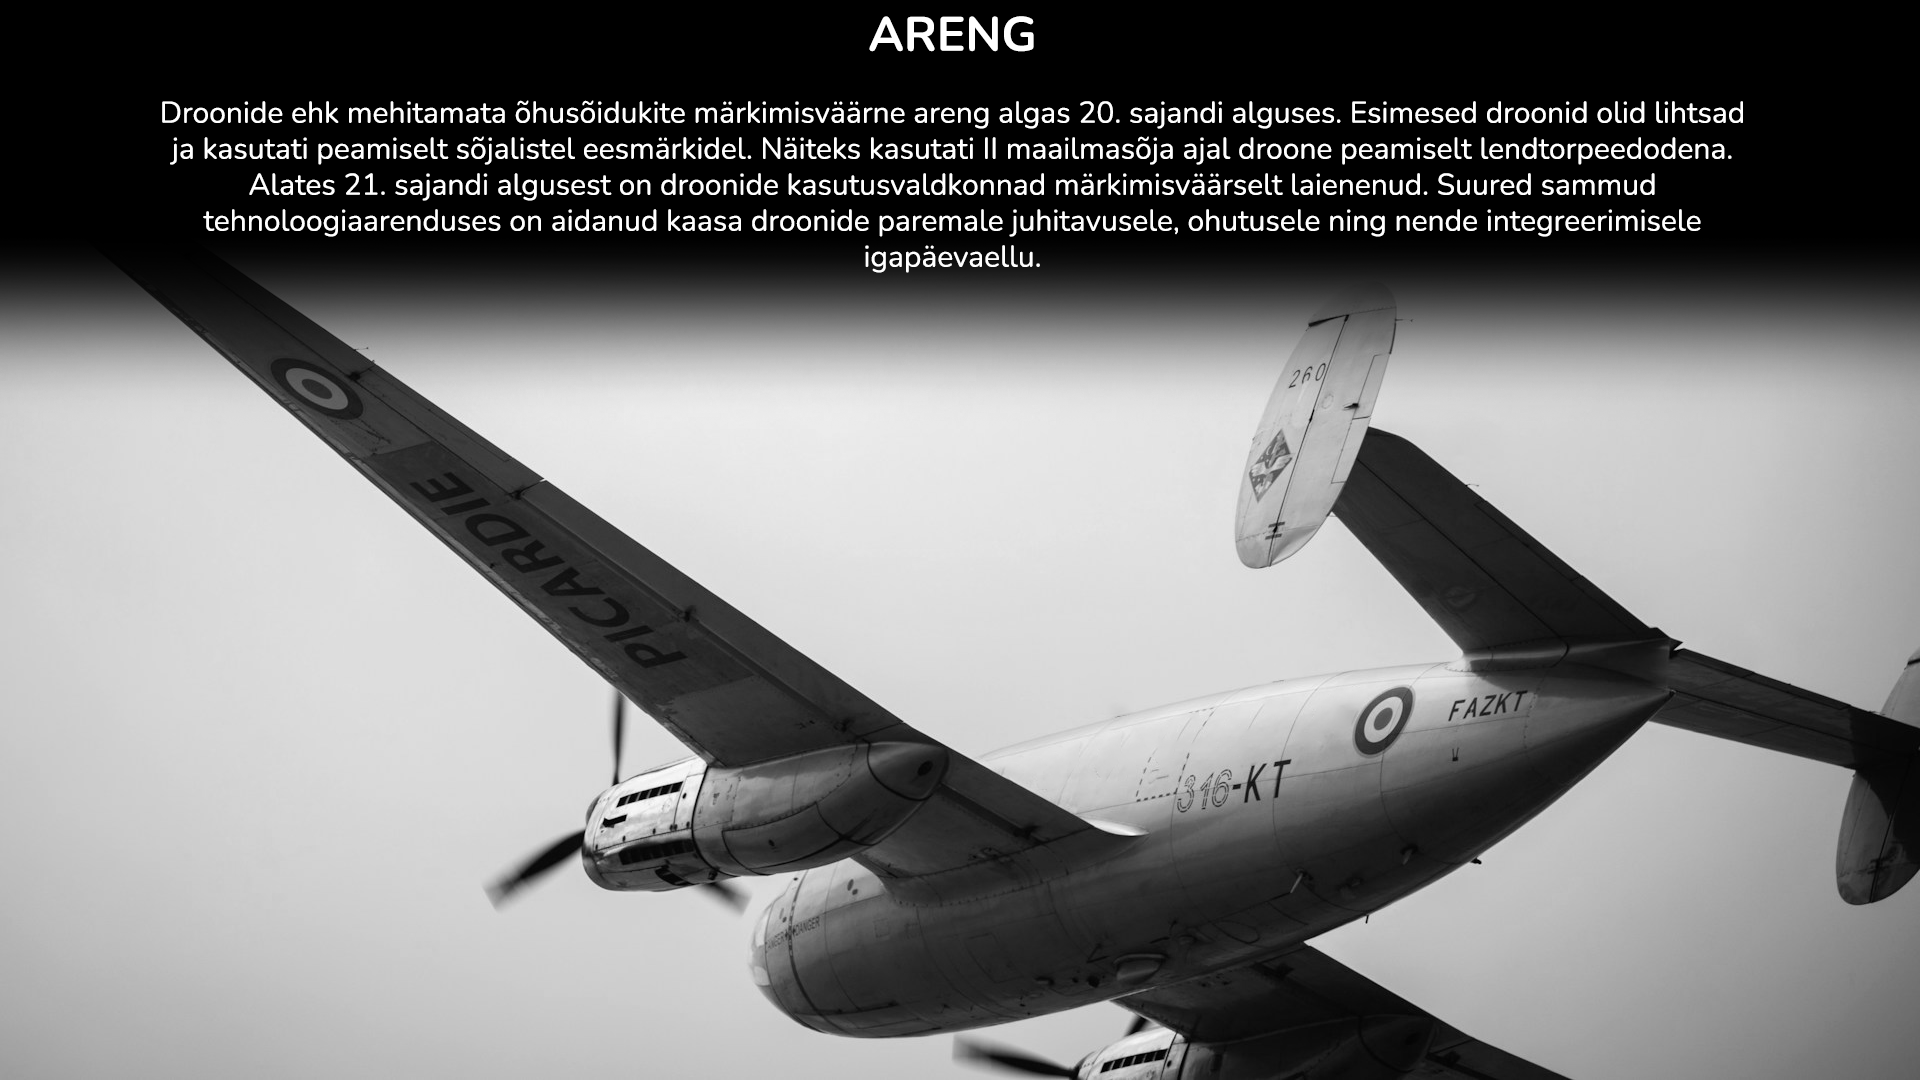 ARENG
Droonide ehk mehitamata õhusõidukite märkimisväärne areng algas 20. sajandi alguses. Esimesed droonid olid lihtsad
ja kasutati peamiselt sõjalistel eesmärkidel. Näiteks kasutati II maailmasõja ajal droone peamiselt lendtorpeedodena.
Alates 21. sajandi algusest on droonide kasutusvaldkonnad märkimisväärselt laienenud. Suured sammud
tehnoloogiaarenduses on aidanud kaasa droonide paremale juhitavusele, ohutusele ning nende integreerimisele
igapäevaellu.
260
PICARDIE
FAZKT
316-KT
DANGER